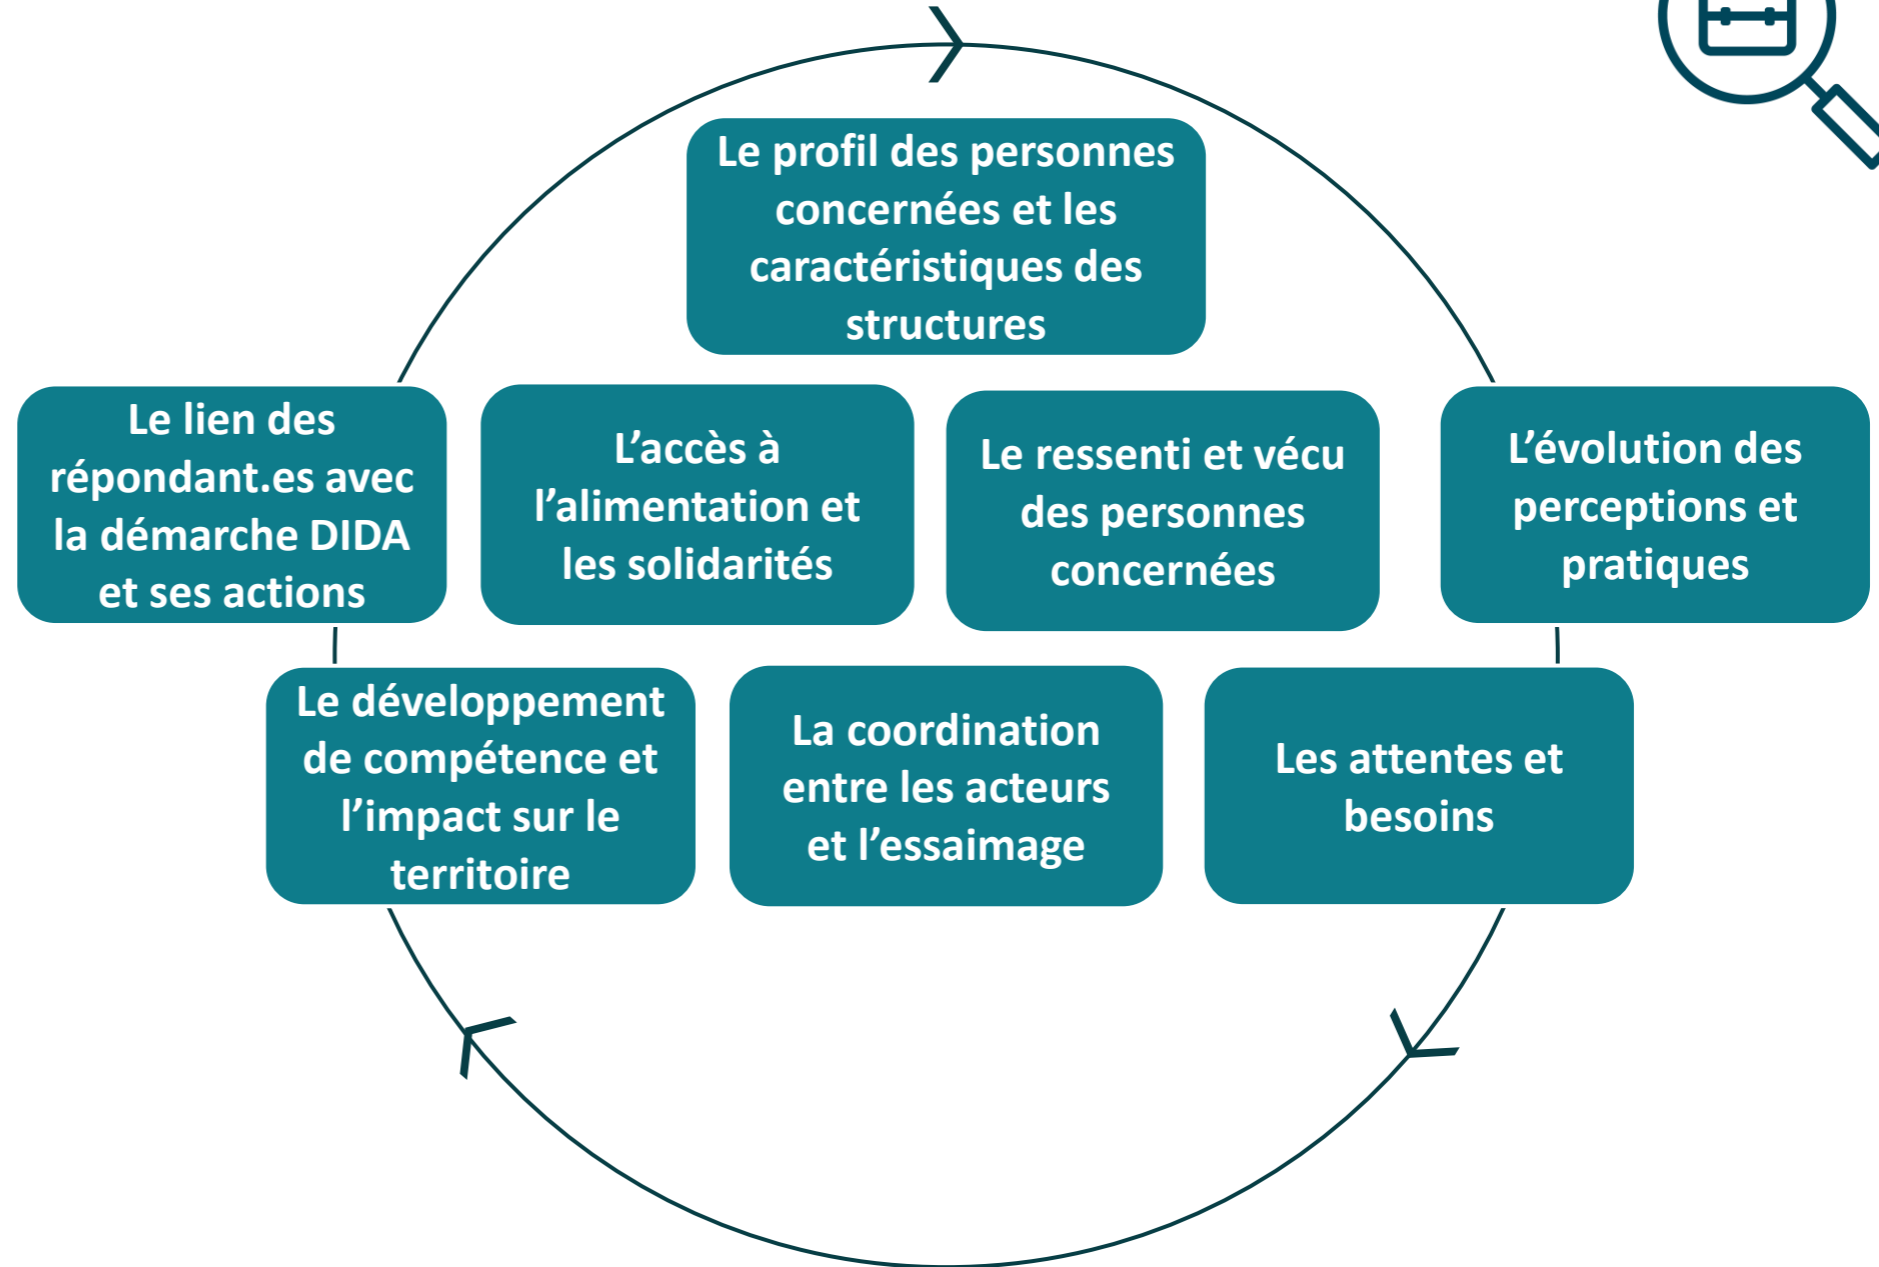 Le profil des personnes
concernées et les
caractéristiques des
structures
Le lien des
répondant.es avec
la démarche DIDA
et ses actions
L’accès à
l’alimentation et
les solidarités
Le ressenti et vécu
des personnes
concernées
L’évolution des
perceptions et
pratiques
Le développement
de compétence et
l’impact sur le
territoire
La coordination
entre les acteurs
et l’essaimage
Les attentes et
besoins